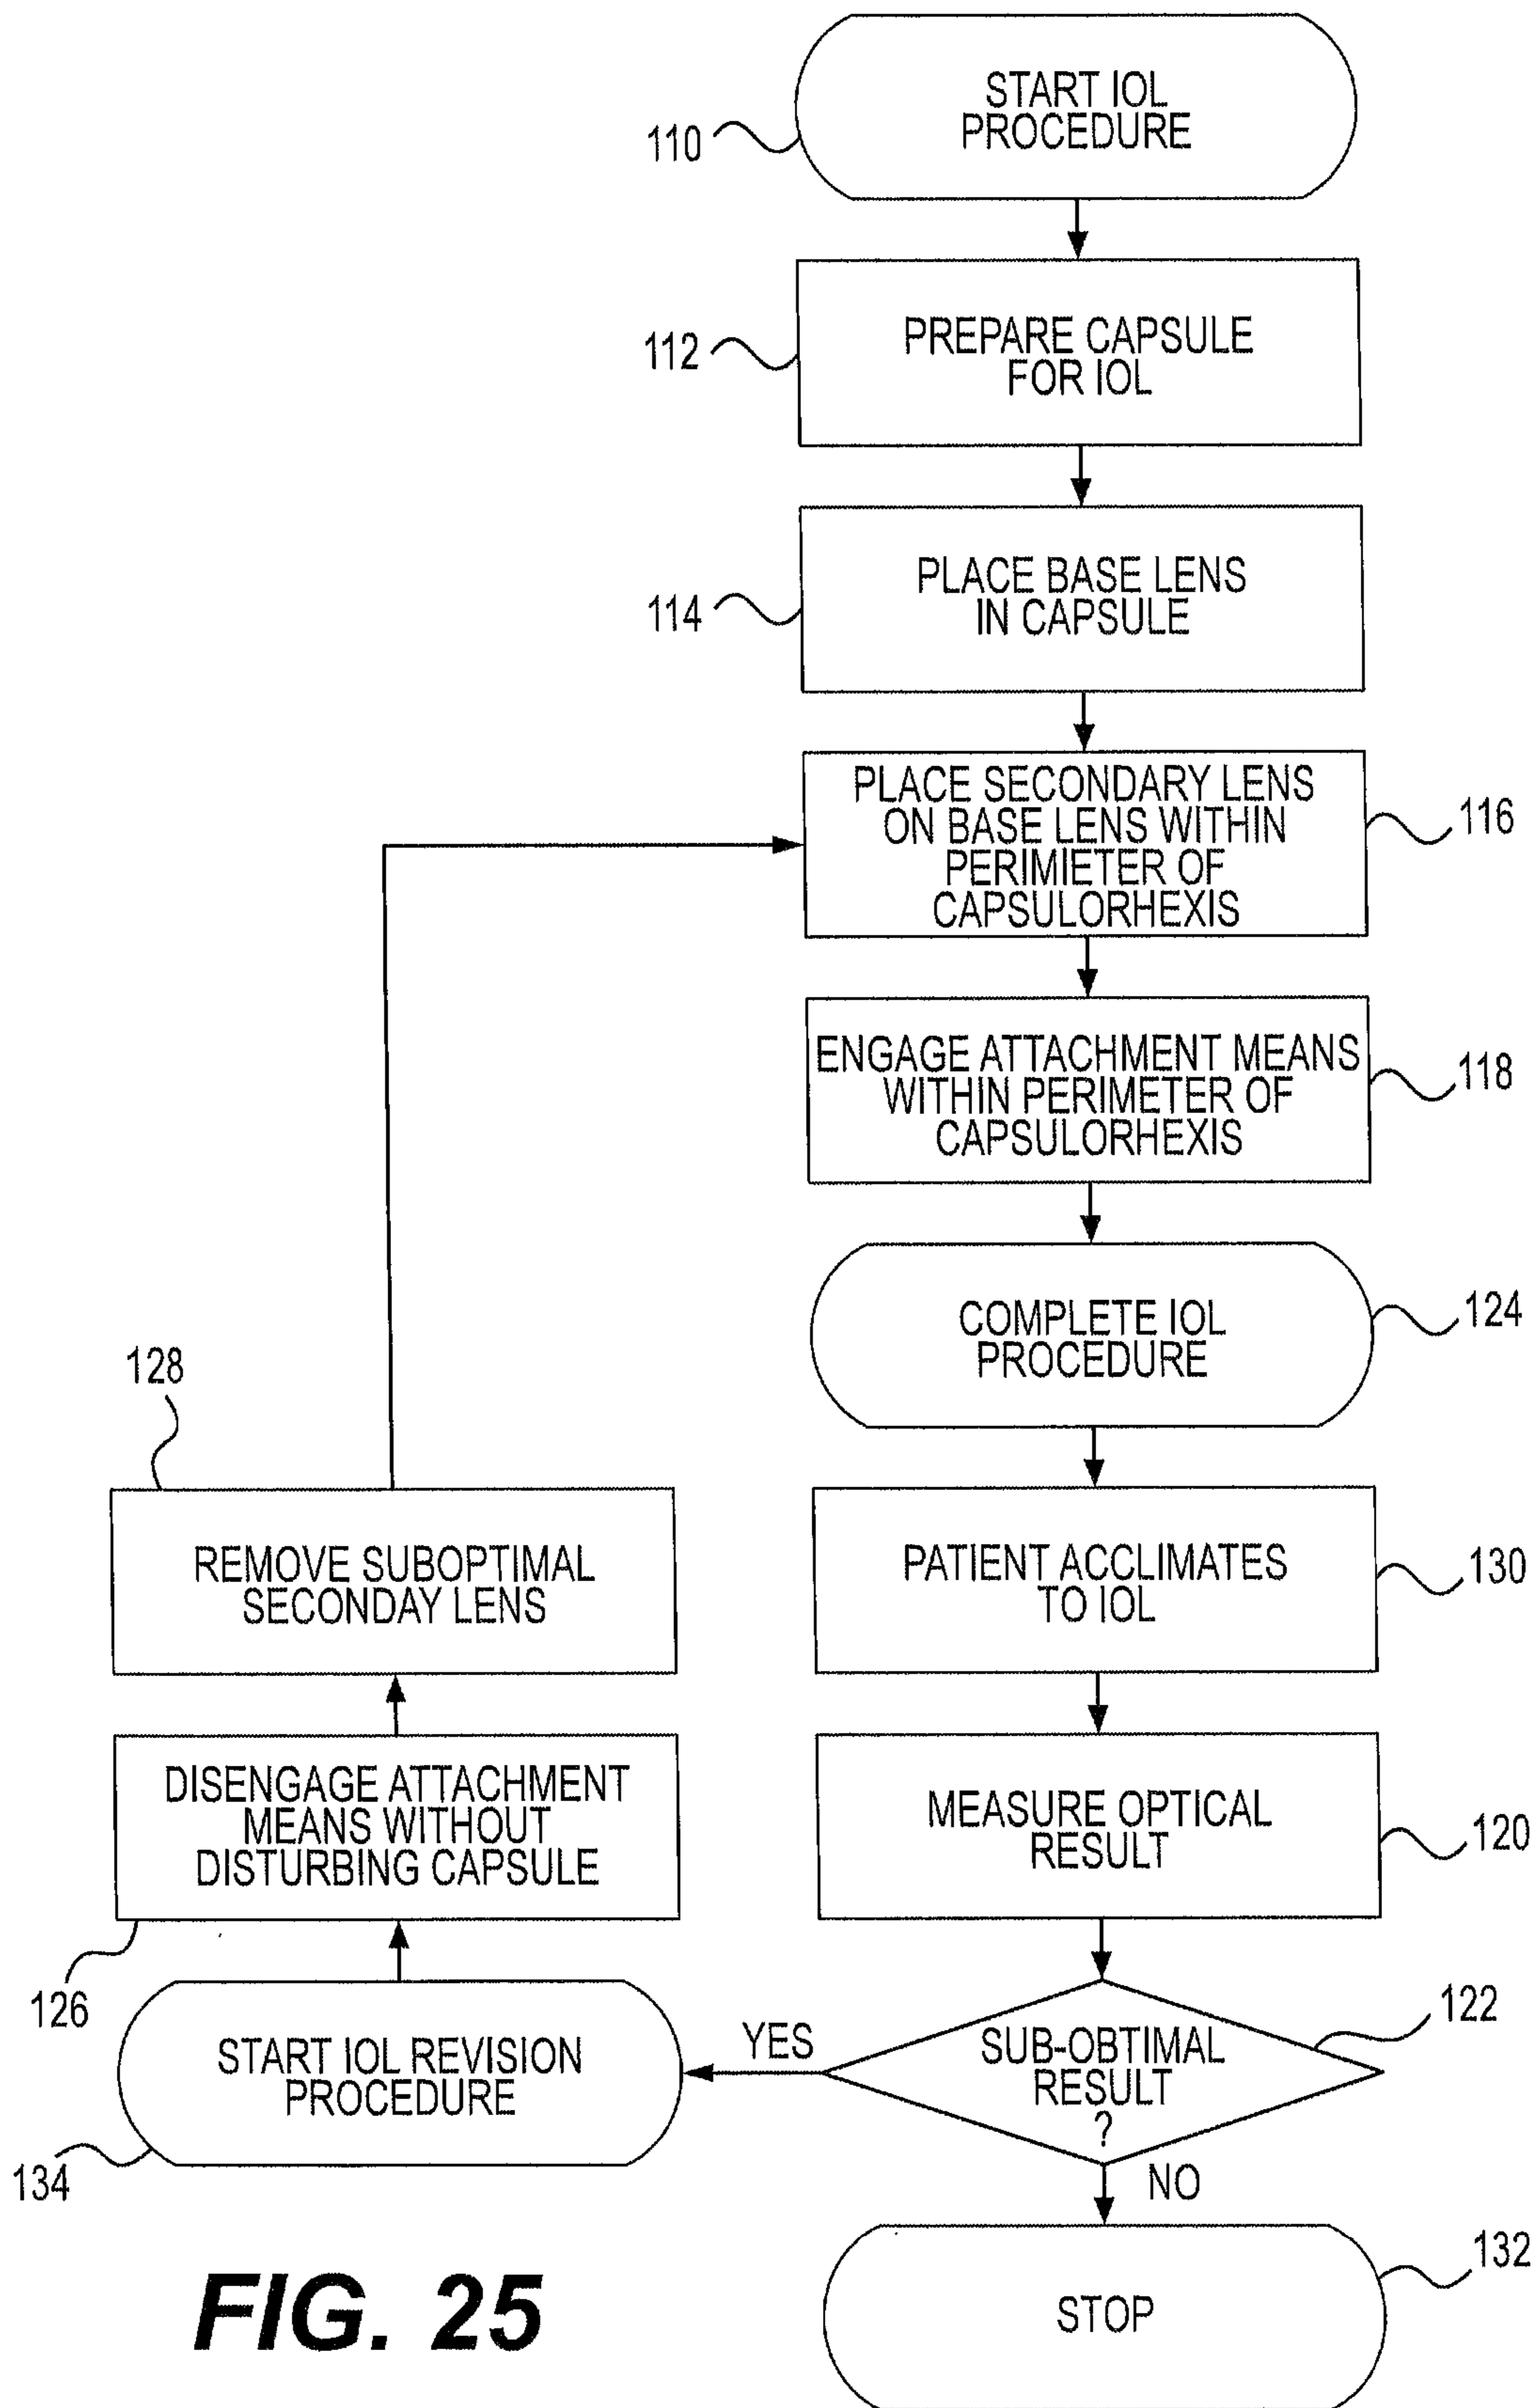 START IOL
PROCEDURE
110
PREPARE CAPSULE
FOR IOL
112
PLACE BASE LENS
IN CAPSULE
114
PLACE SECONDARY LENS
ON BASE LENS WITHIN
PERIMIETER OF
CAPSULORHEXIS
116
ENGAGE ATTACHMENT MEANS
WITHIN PERIMETER OF
CAPSULORHEXIS
118
COMPLETE IOL
PROCEDURE
124
PATIENT ACCLIMATES
TO IOL
130
MEASURE OPTICAL
RESULT
120
SUB-OBTIMAL
RESULT
?
122
YES
NO
START IOL REVISION
PROCEDURE
134
DISENGAGE ATTACHMENT
MEANS WITHOUT
DISTURBING CAPSULE
126
REMOVE SUBOPTIMAL
SECONDAY LENS
128
STOP
132
FIG. 25